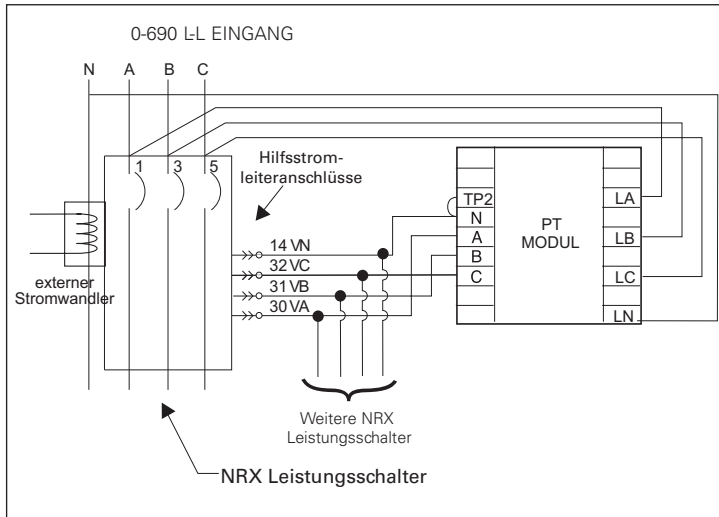 0-690 L-L EINGANG
N A B C
1 3 5
Hilfsstrom-
leiteranschlüsse
externer
Stromwandler
14 VN
32 VC
31 VB
30 VA
TP2
N
A
B
C
PT
MODUL
LA
LB
LC
LN
Weitere NRX
Leistungsschalter
NRX Leistungsschalter